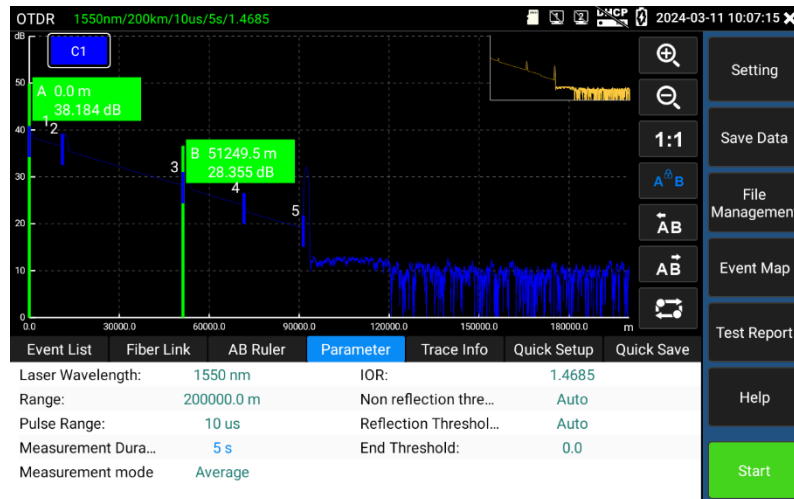 OTDR 1550nm/200km/10us/5s/1.4685 1 2 DHCP 2024-03-11 10:07:15
dB
C1
Setting
50
A 0.0 m
38.184 dB
40
1 2
1:1
Save Data
B 51249.5 m
28.355 dB
3
30
4
A B
File
Managemen
5
20
AB
10
AB
Event Map
0
0.0 30000.0 60000.0 90000.0 120000.0 150000.0 180000.0 m
Test Report
Event List Fiber Link AB Ruler Parameter Trace Info Quick Setup Quick Save
Laser Wavelength: 1550 nm IOR: 1.4685
Range: 200000.0 m Non reflection thre... Auto
Help
Pulse Range: 10 us Reflection Threshol... Auto
Measurement Dura... 5 s End Threshold: 0.0
Measurement mode Average
Start